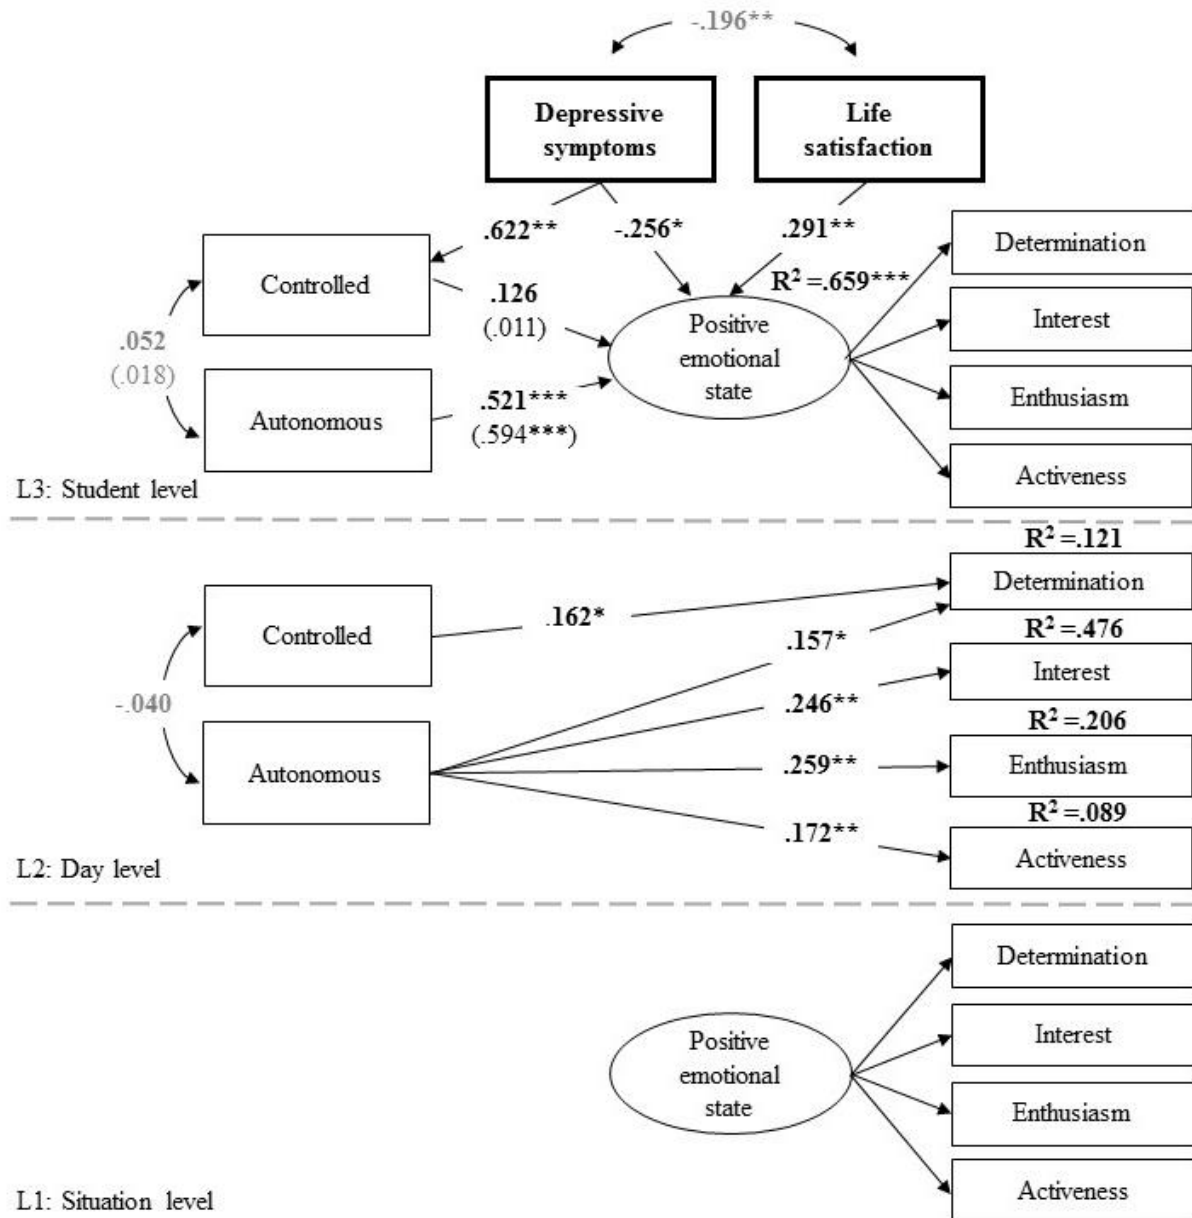 -.196**
Depressive
symptoms
Life
satisfaction
.622**
-.256*
.291**
R² =.659***
Controlled
.126
(.011)
.052
(.018)
Autonomous
.521***
(.594***)
Positive
emotional
state
Determination
Interest
Enthusiasm
Activeness
L3: Student level
R² =.121
Determination
Controlled
.162*
.157*
R² =.476
Interest
-.040
.246**
R² =.206
Autonomous
.259**
Enthusiasm
R² =.089
.172**
Activeness
L2: Day level
Determination
Positive
emotional
state
Interest
Enthusiasm
Activeness
L1: Situation level